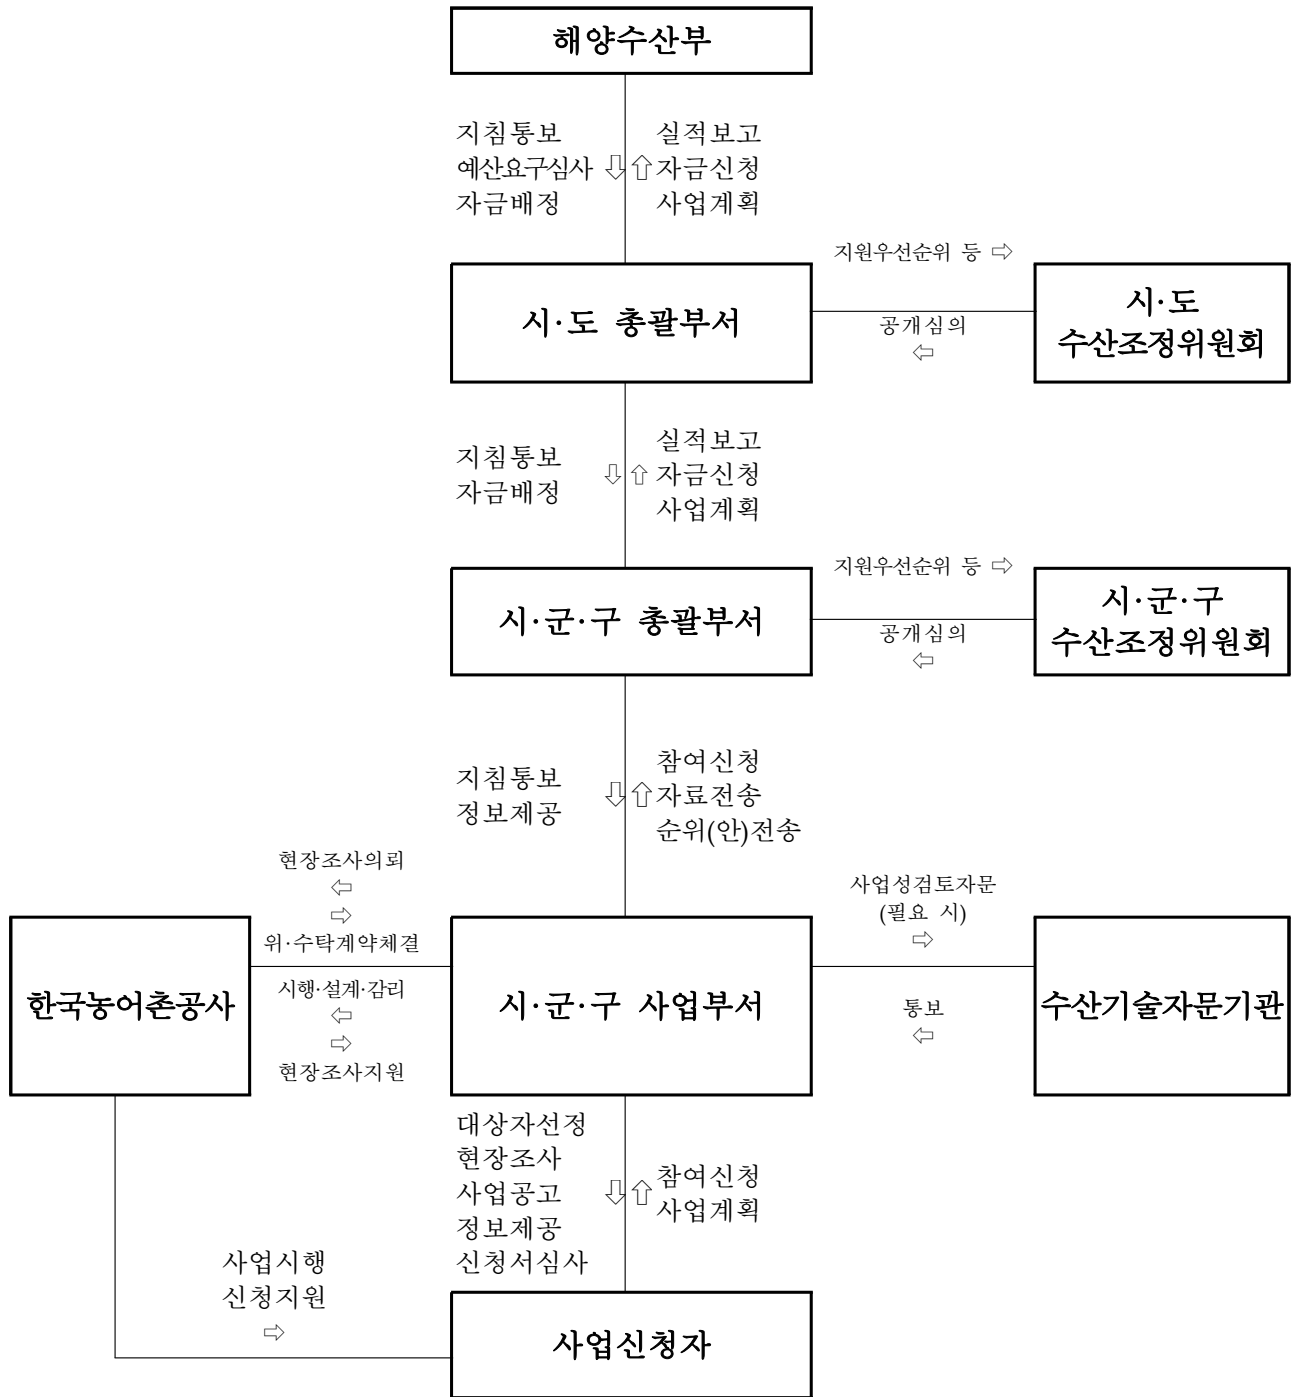 해양수산부
지침통보
예산요구심사
자금배정
⇩ ⇧
실적보고
자금신청
사업계획
시·도 총괄부서
지원우선순위 등 ⇨
공개심의
⇦
시·도
수산조정위원회
지침통보
자금배정
⇩ ⇧
실적보고
자금신청
사업계획
시·군·구 총괄부서
지원우선순위 등 ⇨
공개심의
⇦
시·군·구
수산조정위원회
지침통보
정보제공
⇩ ⇧
참여신청
자료전송
순위(안)전송
한국농어촌공사
현장조사의뢰
⇦
⇨
위·수탁계약체결
시행·설계·감리
⇦
⇨
현장조사지원
시·군·구 사업부서
사업성검토자문
(필요 시)
⇨
통보
⇦
수산기술자문기관
대상자선정
현장조사
사업공고
정보제공
신청서심사
⇩ ⇧
참여신청
사업계획
사업시행
신청지원
⇨
사업신청자